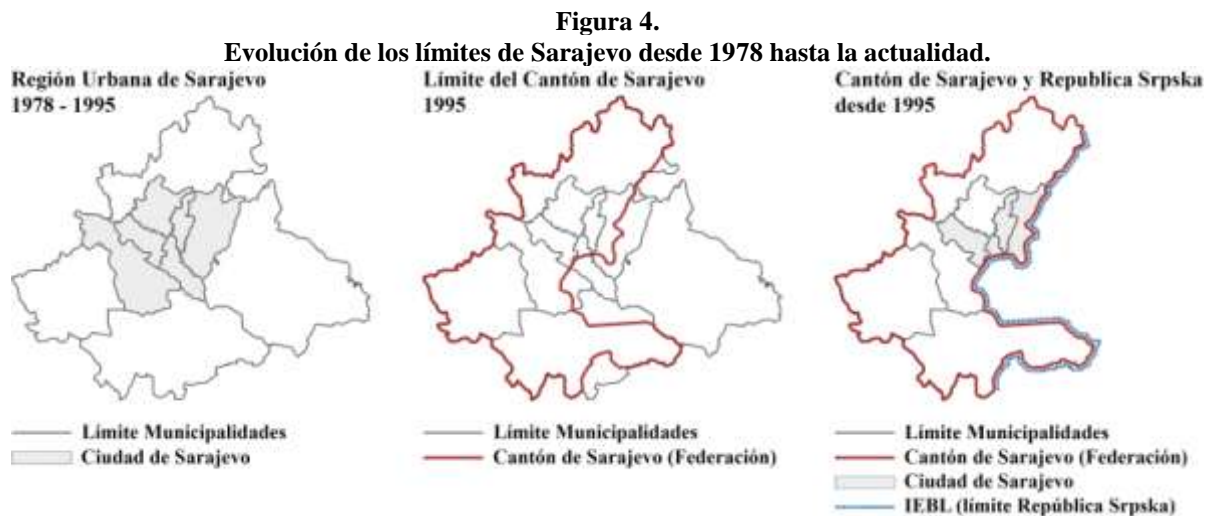 Figura 4.
Evolución de los límites de Sarajevo desde 1978 hasta la actualidad.
Región Urbana de Sarajevo
1978 - 1995
Límite del Cantón de Sarajevo
1995
Cantón de Sarajevo y Republica Srpska
desde 1995
Límite Municipalidades
Ciudad de Sarajevo
Límite Municipalidades
Cantón de Sarajevo (Federación)
Límite Municipalidades
Cantón de Sarajevo (Federación)
Ciudad de Sarajevo
IEBL (límite República Srpska)